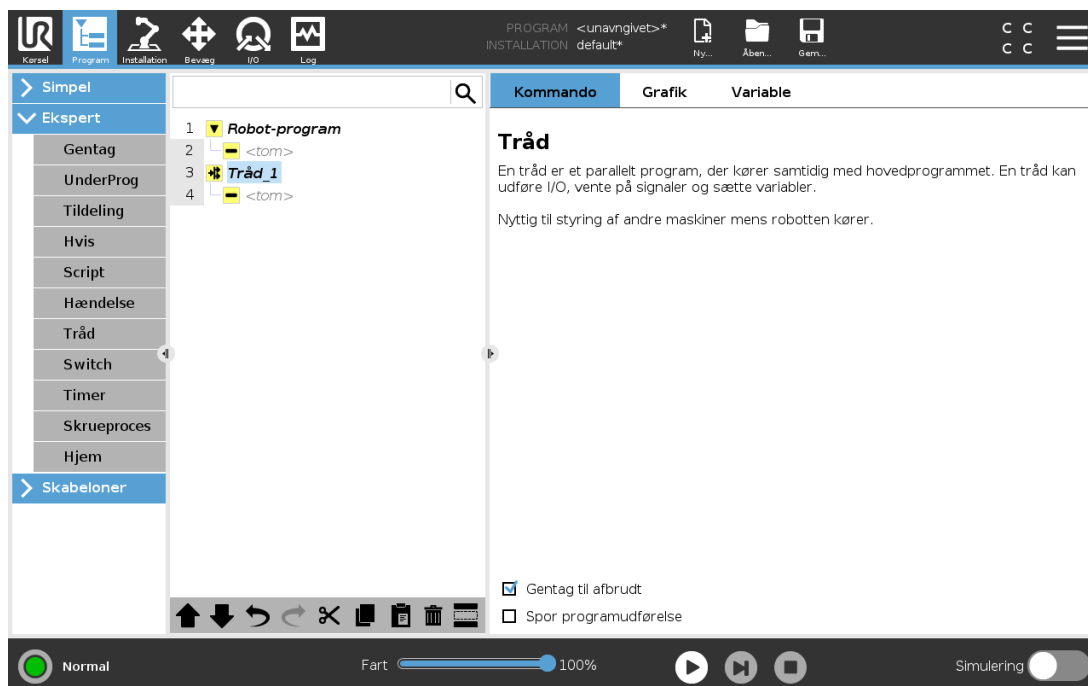 PROGRAM <unavngivet>*
INSTALLATION default*
Kørsel Program Installation Bevæg I/O Log
Ny... Åben... Gem...
C C
C C
Simpel
Ekspert
Gentag
UnderProg
Tildeling
Hvis
Script
Hændelse
Tråd
Switch
Timer
Skrueproces
Hjem
Skabeloner
1 Robot-program
2 <tom>
3 Tråd_1
4 <tom>
Kommando Grafik Variable
Tråd
En tråd er et parallelt program, der kører samtidig med hovedprogrammet. En tråd kan
udføre I/O, vente på signaler og sætte variabler.
Nyttig til styring af andre maskiner mens robotten kører.
Gentag til afbrudt
Spor programudførelse
Normal
Fart 100%
Simulering